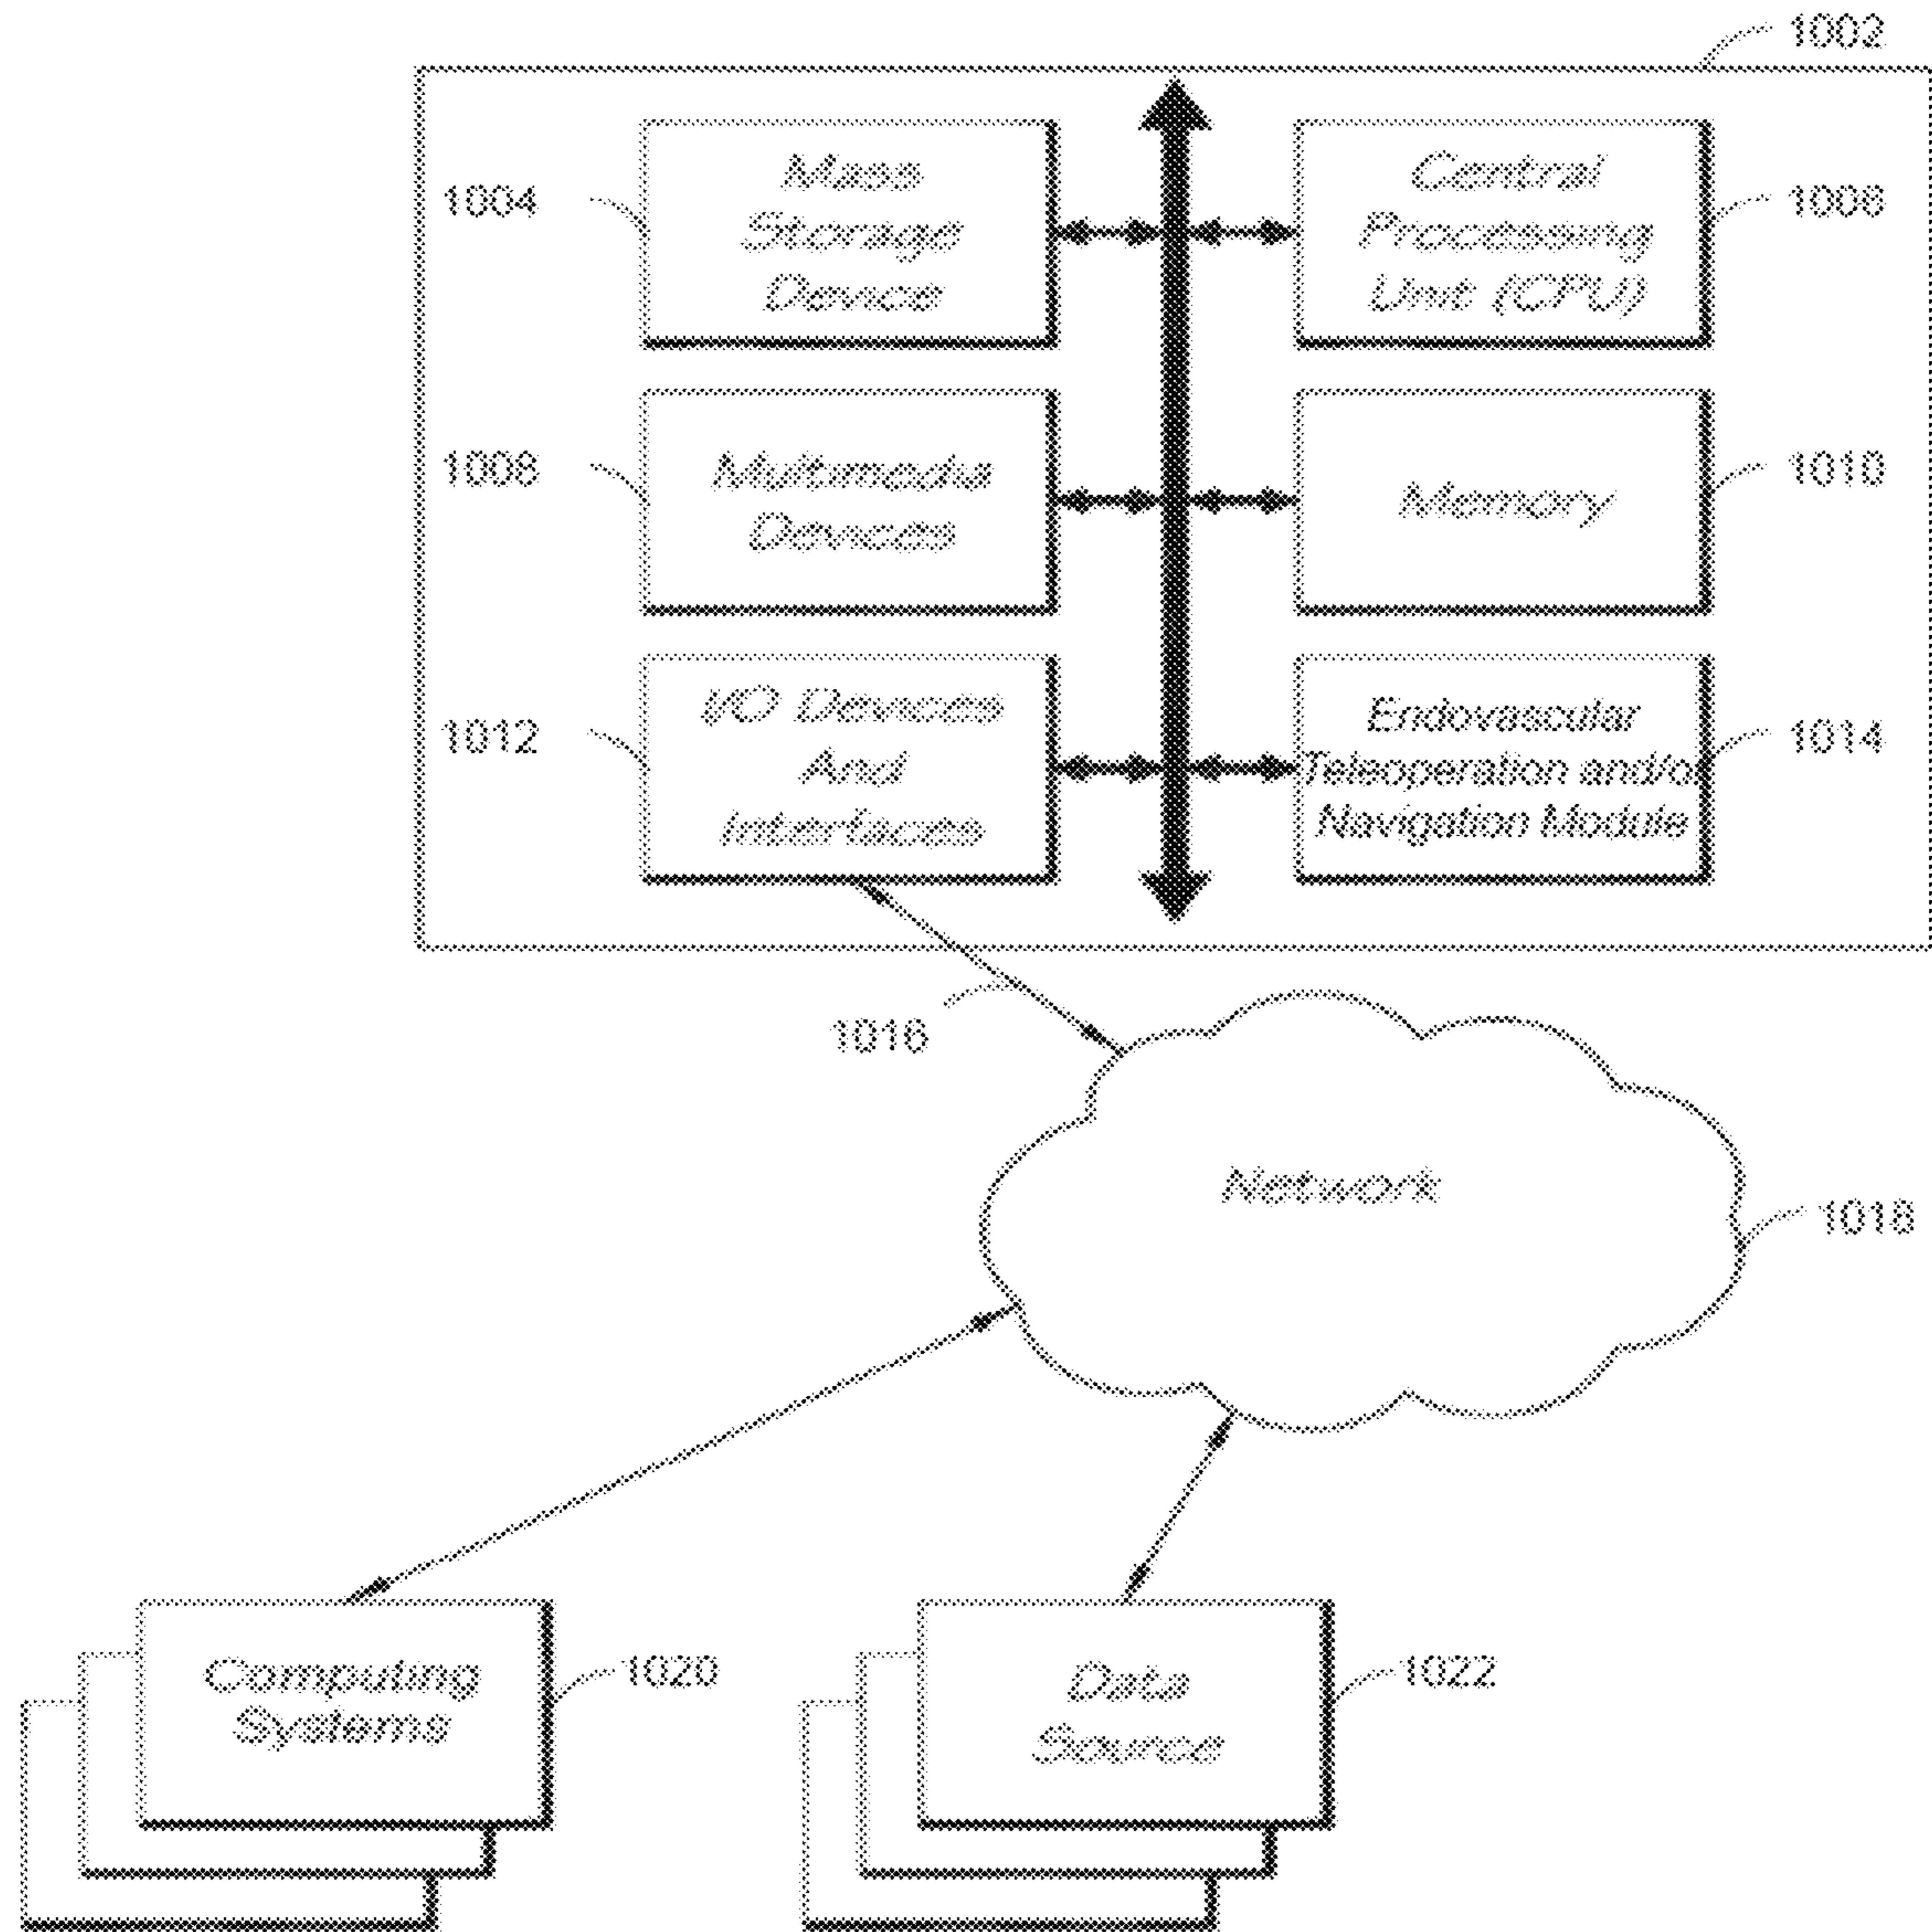 1002
1004
Mass
Storage
Device
Central
Processing
Unit (CPU)
1006
1008
Multimedia
Devices
Memory
1010
1012
I/O Devices
And
Interfaces
Endovascular
Teleoperation and/or
Navigation Module
1014
1016
Network
1018
Computing
Systems
1020
Data
Source
1022